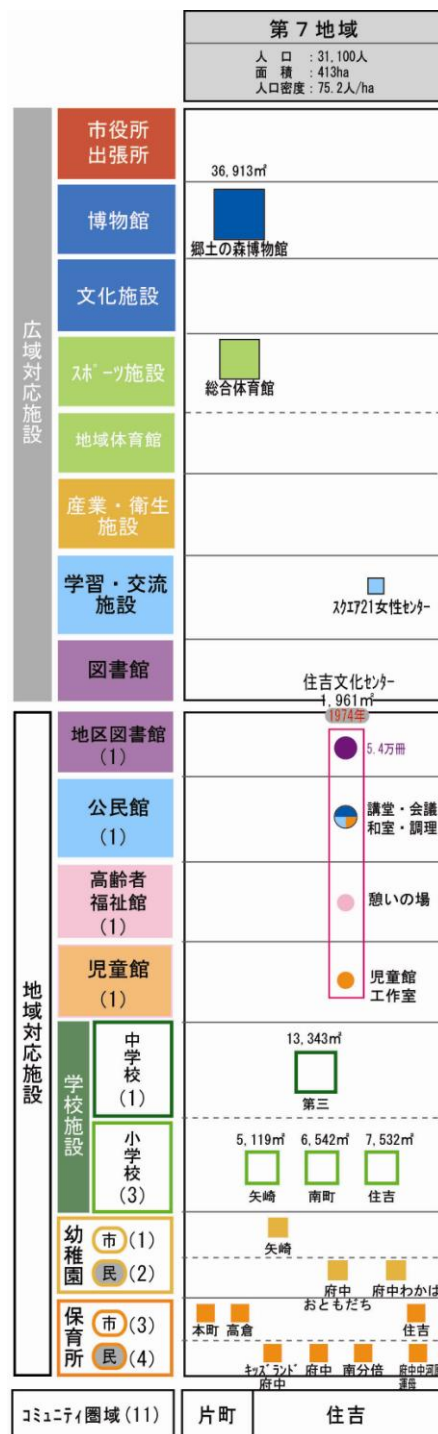 第7地域
人 口 : 31,100人
面 積 : 413ha
人口密度 : 75.2人/ha
広域対応施設
市役所
出張所
36,913㎡
博物館
郷土の森博物館
文化施設
スポーツ施設
総合体育館
地域体育館
産業・衛生
施設
学習・交流
施設
スクエア21女性センター
図書館
住吉文化センター
1,961㎡
1974年
地域対応施設
地区図書館
(1)
5.4万冊
公民館
(1)
講堂・会議
和室・調理
高齢者
福祉館
(1)
憩いの場
児童館
(1)
児童館
工作室
学校施設
中学校
(1)
13,343㎡
第三
小学校
(3)
5,119㎡ 6,542㎡ 7,532㎡
矢崎 南町 住吉
幼稚園
市 (1)
矢崎
民 (2)
府中 府中わかば
おともだち
保育所
市 (3)
本町 高倉 住吉
民 (4)
キッズランド
府中
府中 南分倍
府中中河原
コミュニティ圏域(11) 片町 住吉